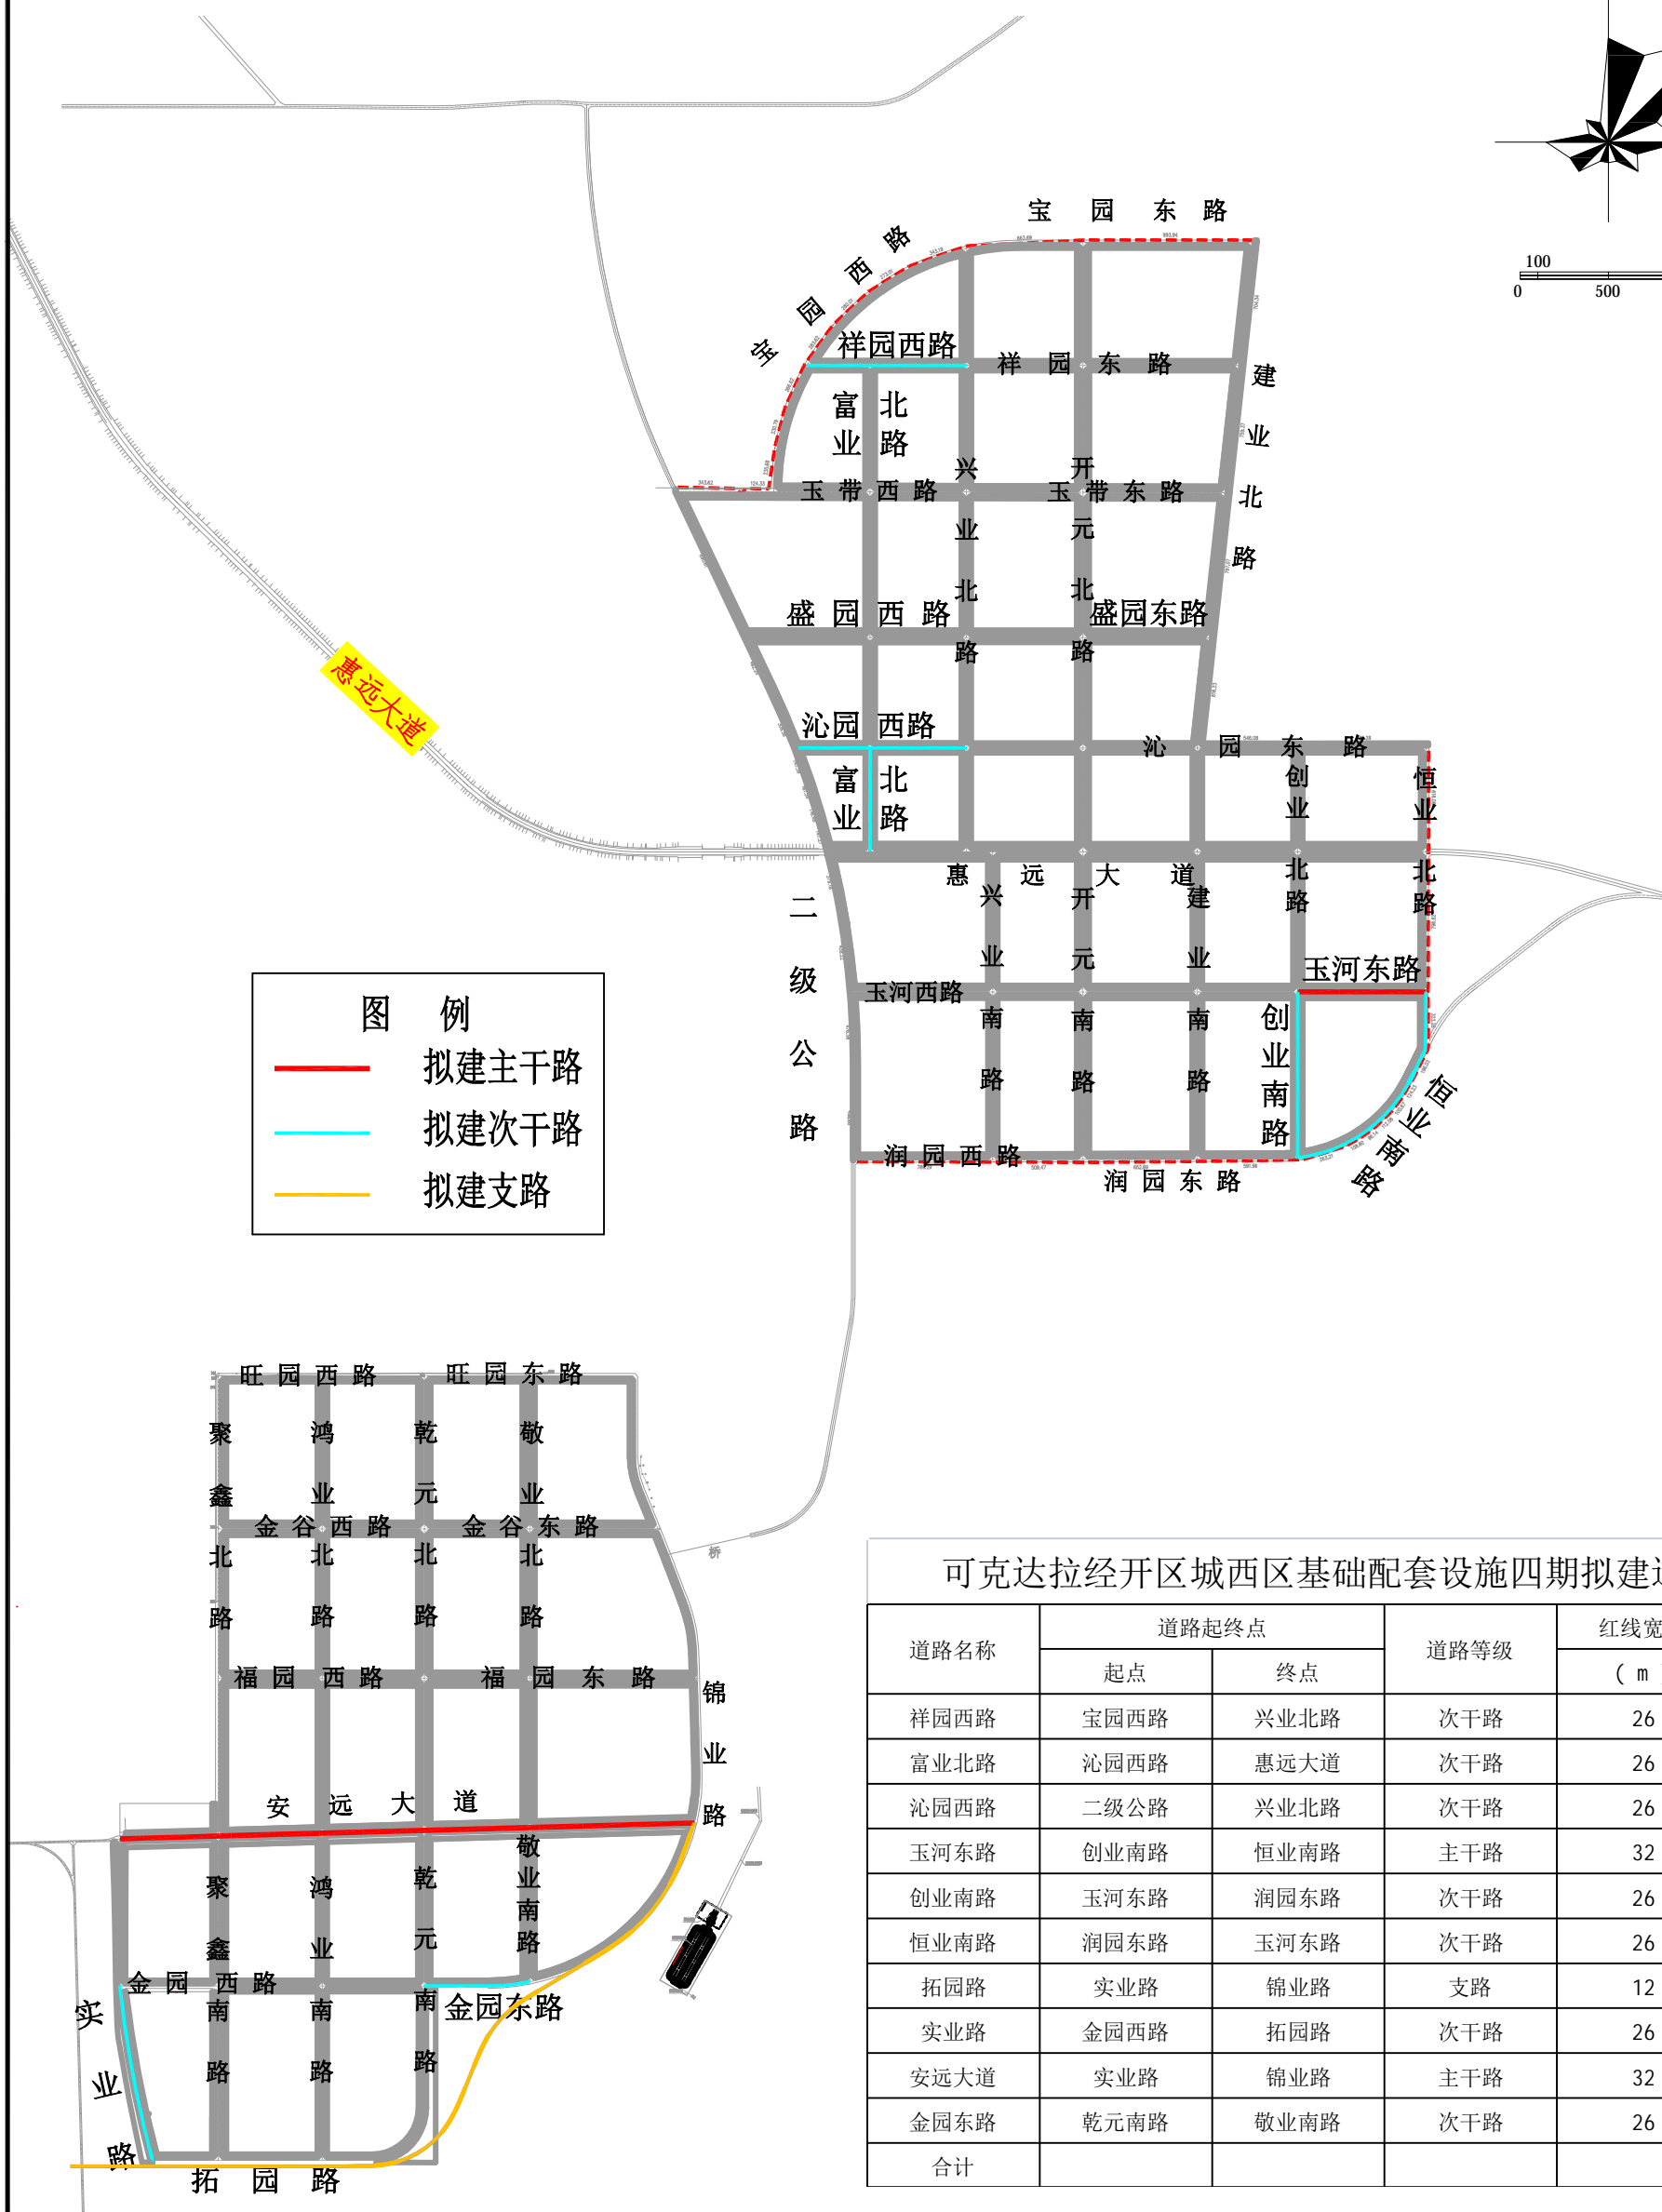 100
0 500
宝园东路
宝园西路
祥园西路
祥园东路
富业北路
建业北路
玉带西路
玉带东路
兴业北路
开元北路
盛园西路
盛园东路
惠远大道
沁园西路
沁园东路
富业北路
创业北路
恒业北路
惠远大道
二级公路
兴业南路
开元南路
建业南路
玉河西路
玉河东路
创业南路
恒业南路
润园西路
润园东路
图 例
拟建主干路
拟建次干路
拟建支路
旺园西路
旺园东路
聚鑫北路
鸿业北路
乾元北路
敬业北路
金谷西路
金谷东路
桥
福园西路
福园东路
锦业路
安远大道
聚鑫南路
鸿业南路
乾元南路
敬业南路
金园西路
金园东路
实业路
拓园路
可克达拉经开区城西区基础配套设施四期拟建
道路名称 道路起终点 道路等级 红线宽
起点 终点 ( m
祥园西路 宝园西路 兴业北路 次干路 26
富业北路 沁园西路 惠远大道 次干路 26
沁园西路 二级公路 兴业北路 次干路 26
玉河东路 创业南路 恒业南路 主干路 32
创业南路 玉河东路 润园东路 次干路 26
恒业南路 润园东路 玉河东路 次干路 26
拓园路 实业路 锦业路 支路 12
实业路 金园西路 拓园路 次干路 26
安远大道 实业路 锦业路 主干路 32
金园东路 乾元南路 敬业南路 次干路 26
合计